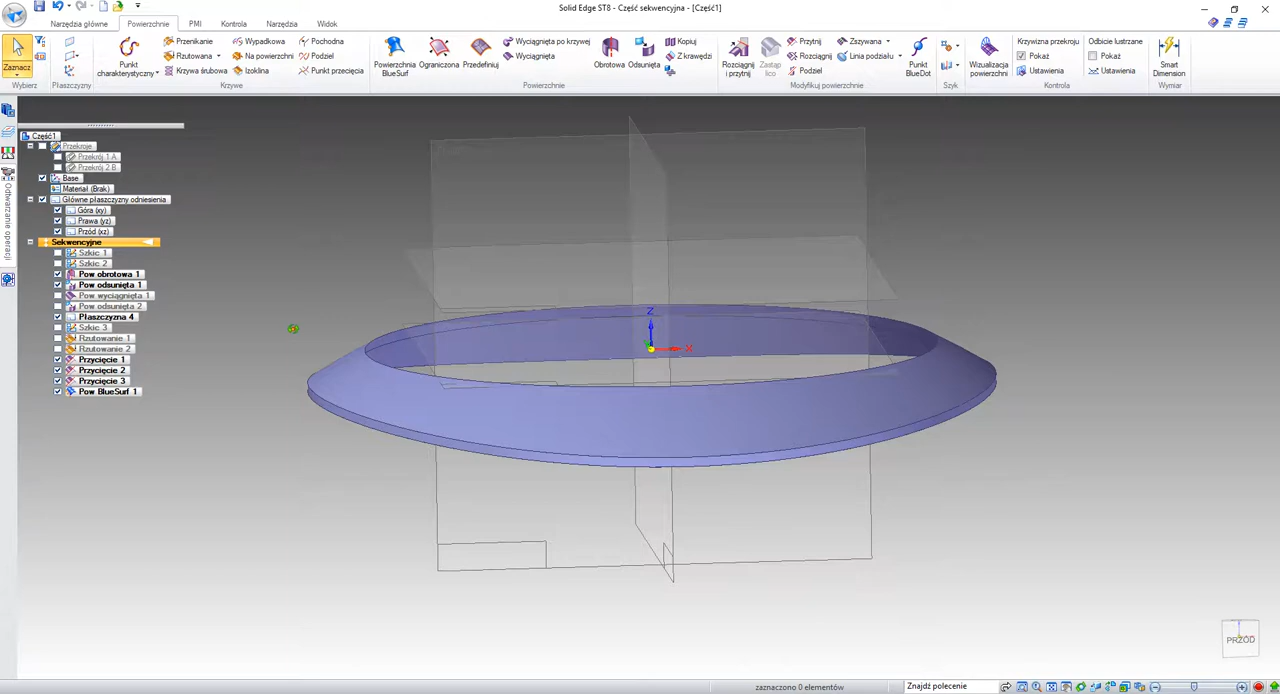 Solid Edge ST8 - Część sekwencyjna - [Część1]
Narzędzia główne Powierzchnie PMI Kontrola Narzędzia Widok
Zaznacz
Wybierz
Płaszczyzny
Punkt charakterystyczny
Przenikanie Wypadkowa Pochodna
Rzutowana Na powierzchni Podziel
Krzywa śrubowa Izoklina Punkt przecięcia
Krzywe
Powierzchnia BlueSurf
Ograniczona
Predefiniuj
Wyciągnięta po krzywej
Wyciągnięta
Obrotowa
Odsunięta
Kopiuj
Z krawędzi
Powierzchnie
Rozciągnij i przytnij
Zastąp lico
Przytnij Zszywana
Rozciągnij Linia podziału
Podziel
Punkt BlueDot
Modyfikuj powierzchnie
Szyk
Wizualizacja powierzchni
Krzywizna przekroju
Pokaż
Ustawienia
Odbicie lustrzane
Pokaż
Ustawienia
Kontrola
Smart Dimension
Wymiar
Odtwarzanie operacji
Część1
Przekroje
Przekrój 1 A
Przekrój 2 B
Base
Materiał (Brak)
Główne płaszczyzny odniesienia
Góra (xy)
Prawa (yz)
Przód (xz)
Sekwencyjne
Szkic 1
Szkic 2
Pow obrotowa 1
Pow odsunięta 1
Pow wyciągnięta 1
Pow odsunięta 2
Płaszczyzna 4
Szkic 3
Rzutowanie 1
Rzutowanie 2
Przycięcie 1
Przycięcie 2
Przycięcie 3
Pow BlueSurf 1
Z
X
PRZÓD
zaznaczono 0 elementów
Znajdź polecenie